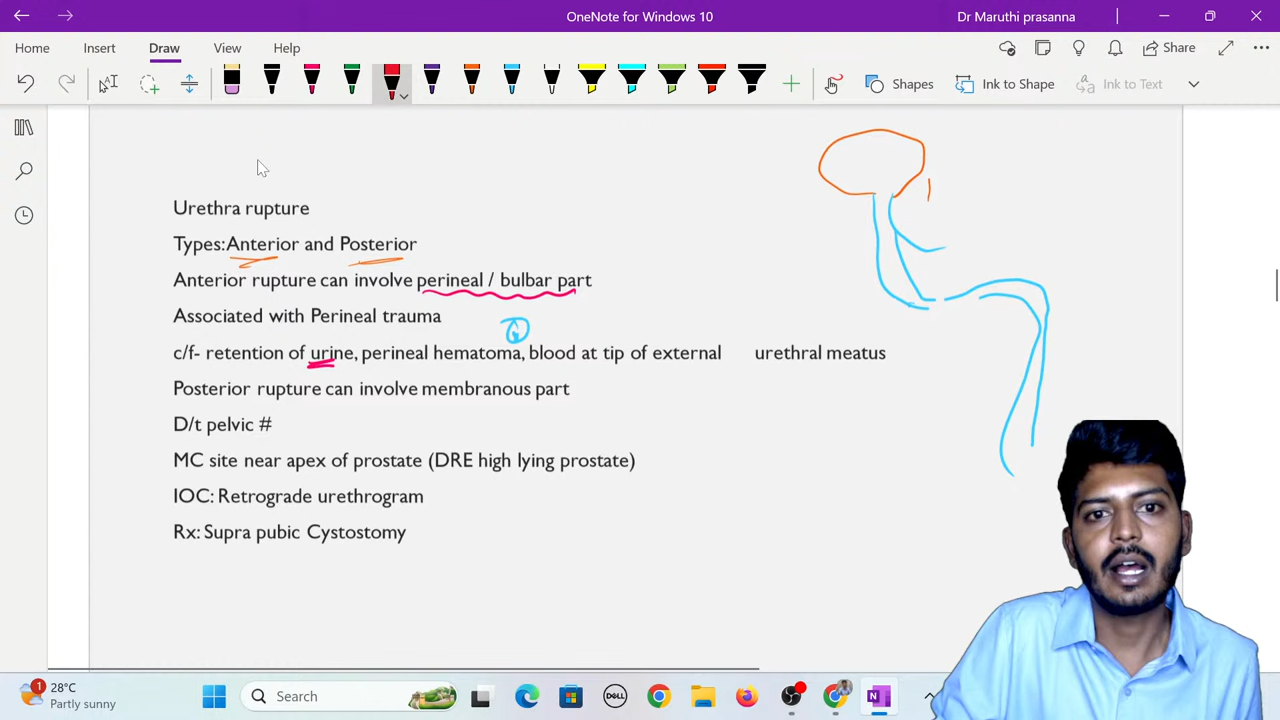 OneNote for Windows 10
Dr Maruthi prasanna
Home Insert Draw View Help
Share
Shapes Ink to Shape Ink to Text
Urethra rupture
Types:Anterior and Posterior
Anterior rupture can involve perineal / bulbar part
Associated with Perineal trauma
c/f- retention of urine, perineal hematoma, blood at tip of external urethral meatus
Posterior rupture can involve membranous part
D/t pelvic #
MC site near apex of prostate (DRE high lying prostate)
IOC: Retrograde urethrogram
Rx: Supra pubic Cystostomy
1
28°C
Partly sunny
Search
DELL